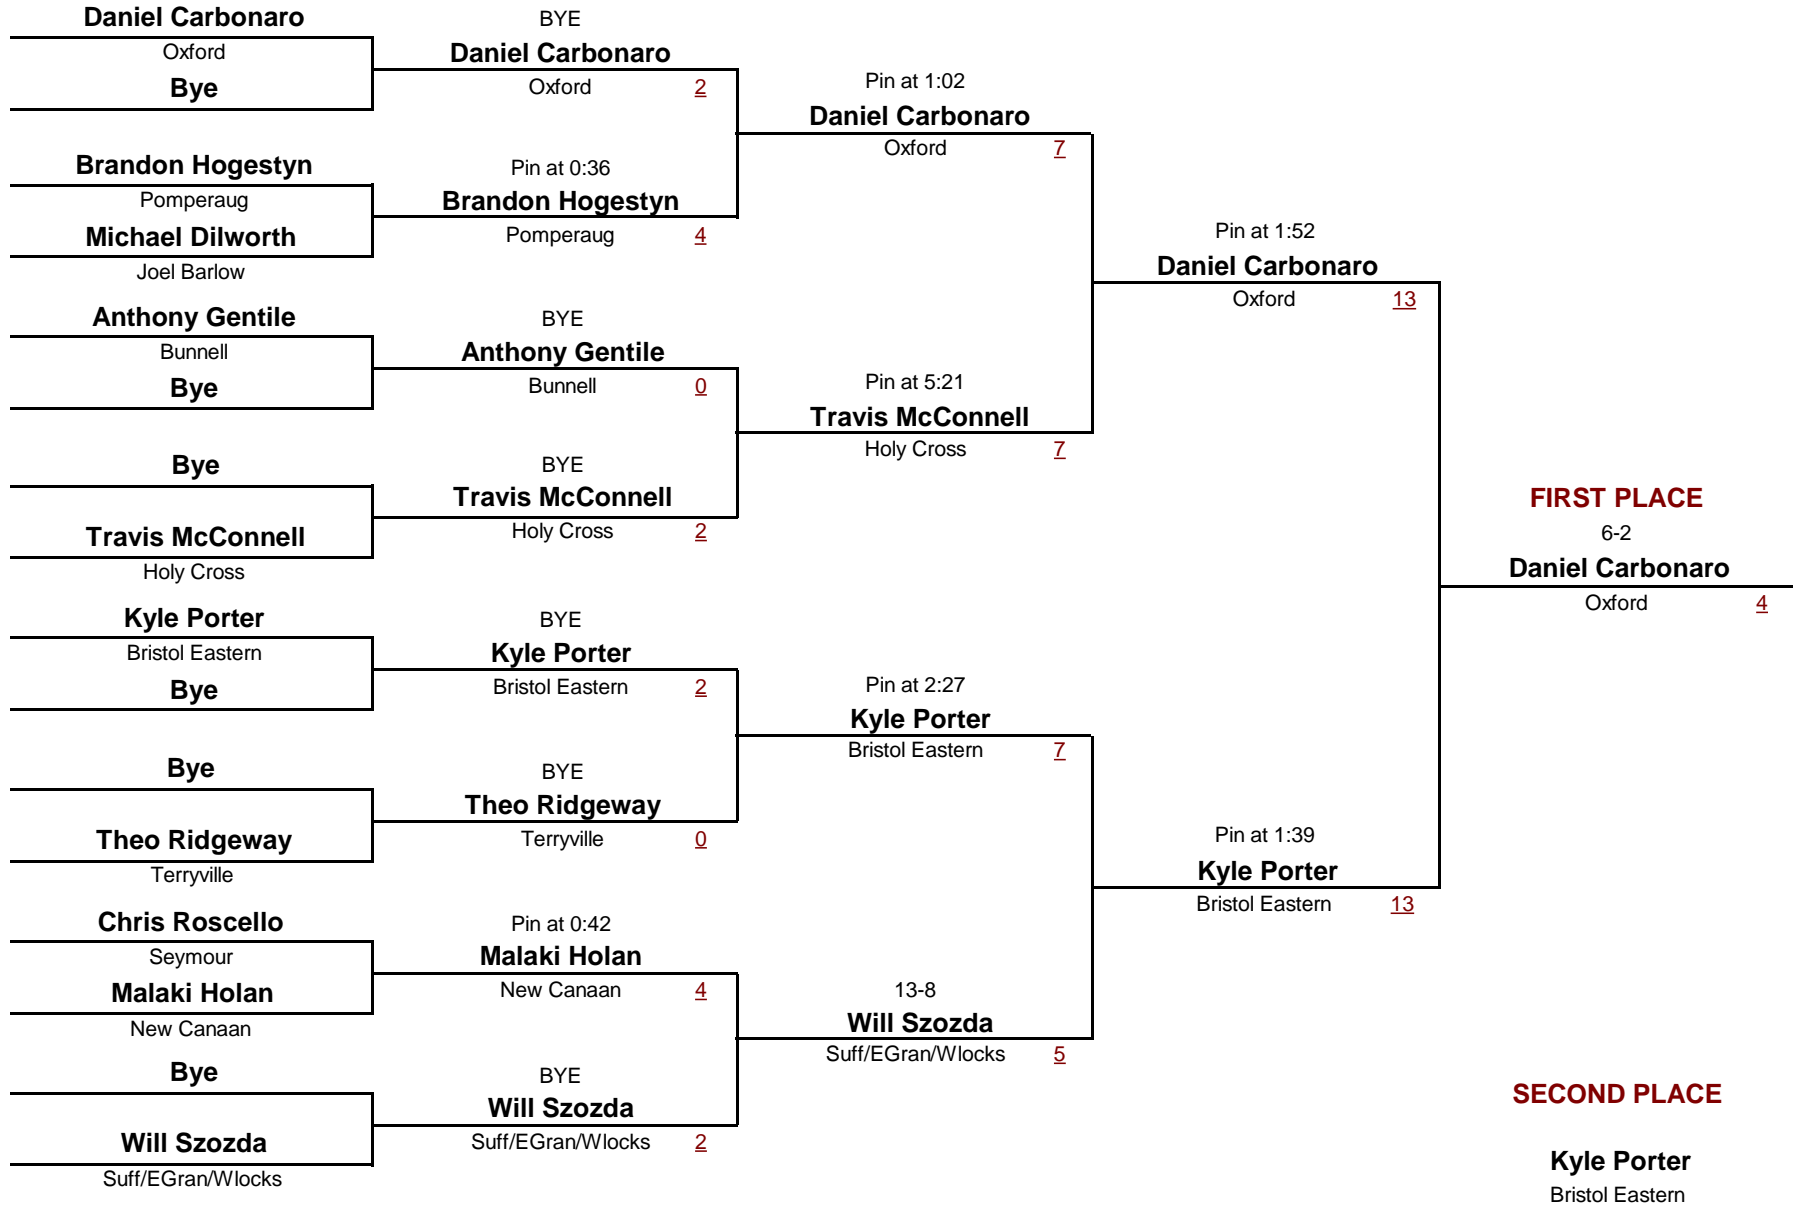 Daniel Carbonaro
Oxford
Bye
Brandon Hogestyn
Pomperaug
Michael Dilworth
Joel Barlow
Anthony Gentile
Bunnell
Bye
Bye
Travis McConnell
Holy Cross
Kyle Porter
Bristol Eastern
Bye
Bye
Theo Ridgeway
Terryville
Chris Roscello
Seymour
Malaki Holan
New Canaan
Bye
Will Szozda
Suff/EGran/Wlocks
BYE
Daniel Carbonaro
Oxford 2
Pin at 0:36
Brandon Hogestyn
Pomperaug 4
BYE
Anthony Gentile
Bunnell 0
BYE
Travis McConnell
Holy Cross 2
BYE
Kyle Porter
Bristol Eastern 2
BYE
Theo Ridgeway
Terryville 0
Pin at 0:42
Malaki Holan
New Canaan 4
BYE
Will Szozda
Suff/EGran/Wlocks 2
Pin at 1:02
Daniel Carbonaro
Oxford 7
Pin at 5:21
Travis McConnell
Holy Cross 7
Pin at 2:27
Kyle Porter
Bristol Eastern 7
13-8
Will Szozda
Suff/EGran/Wlocks 5
Pin at 1:52
Daniel Carbonaro
Oxford 13
Pin at 1:39
Kyle Porter
Bristol Eastern 13
FIRST PLACE
6-2
Daniel Carbonaro
Oxford 4
SECOND PLACE
Kyle Porter
Bristol Eastern